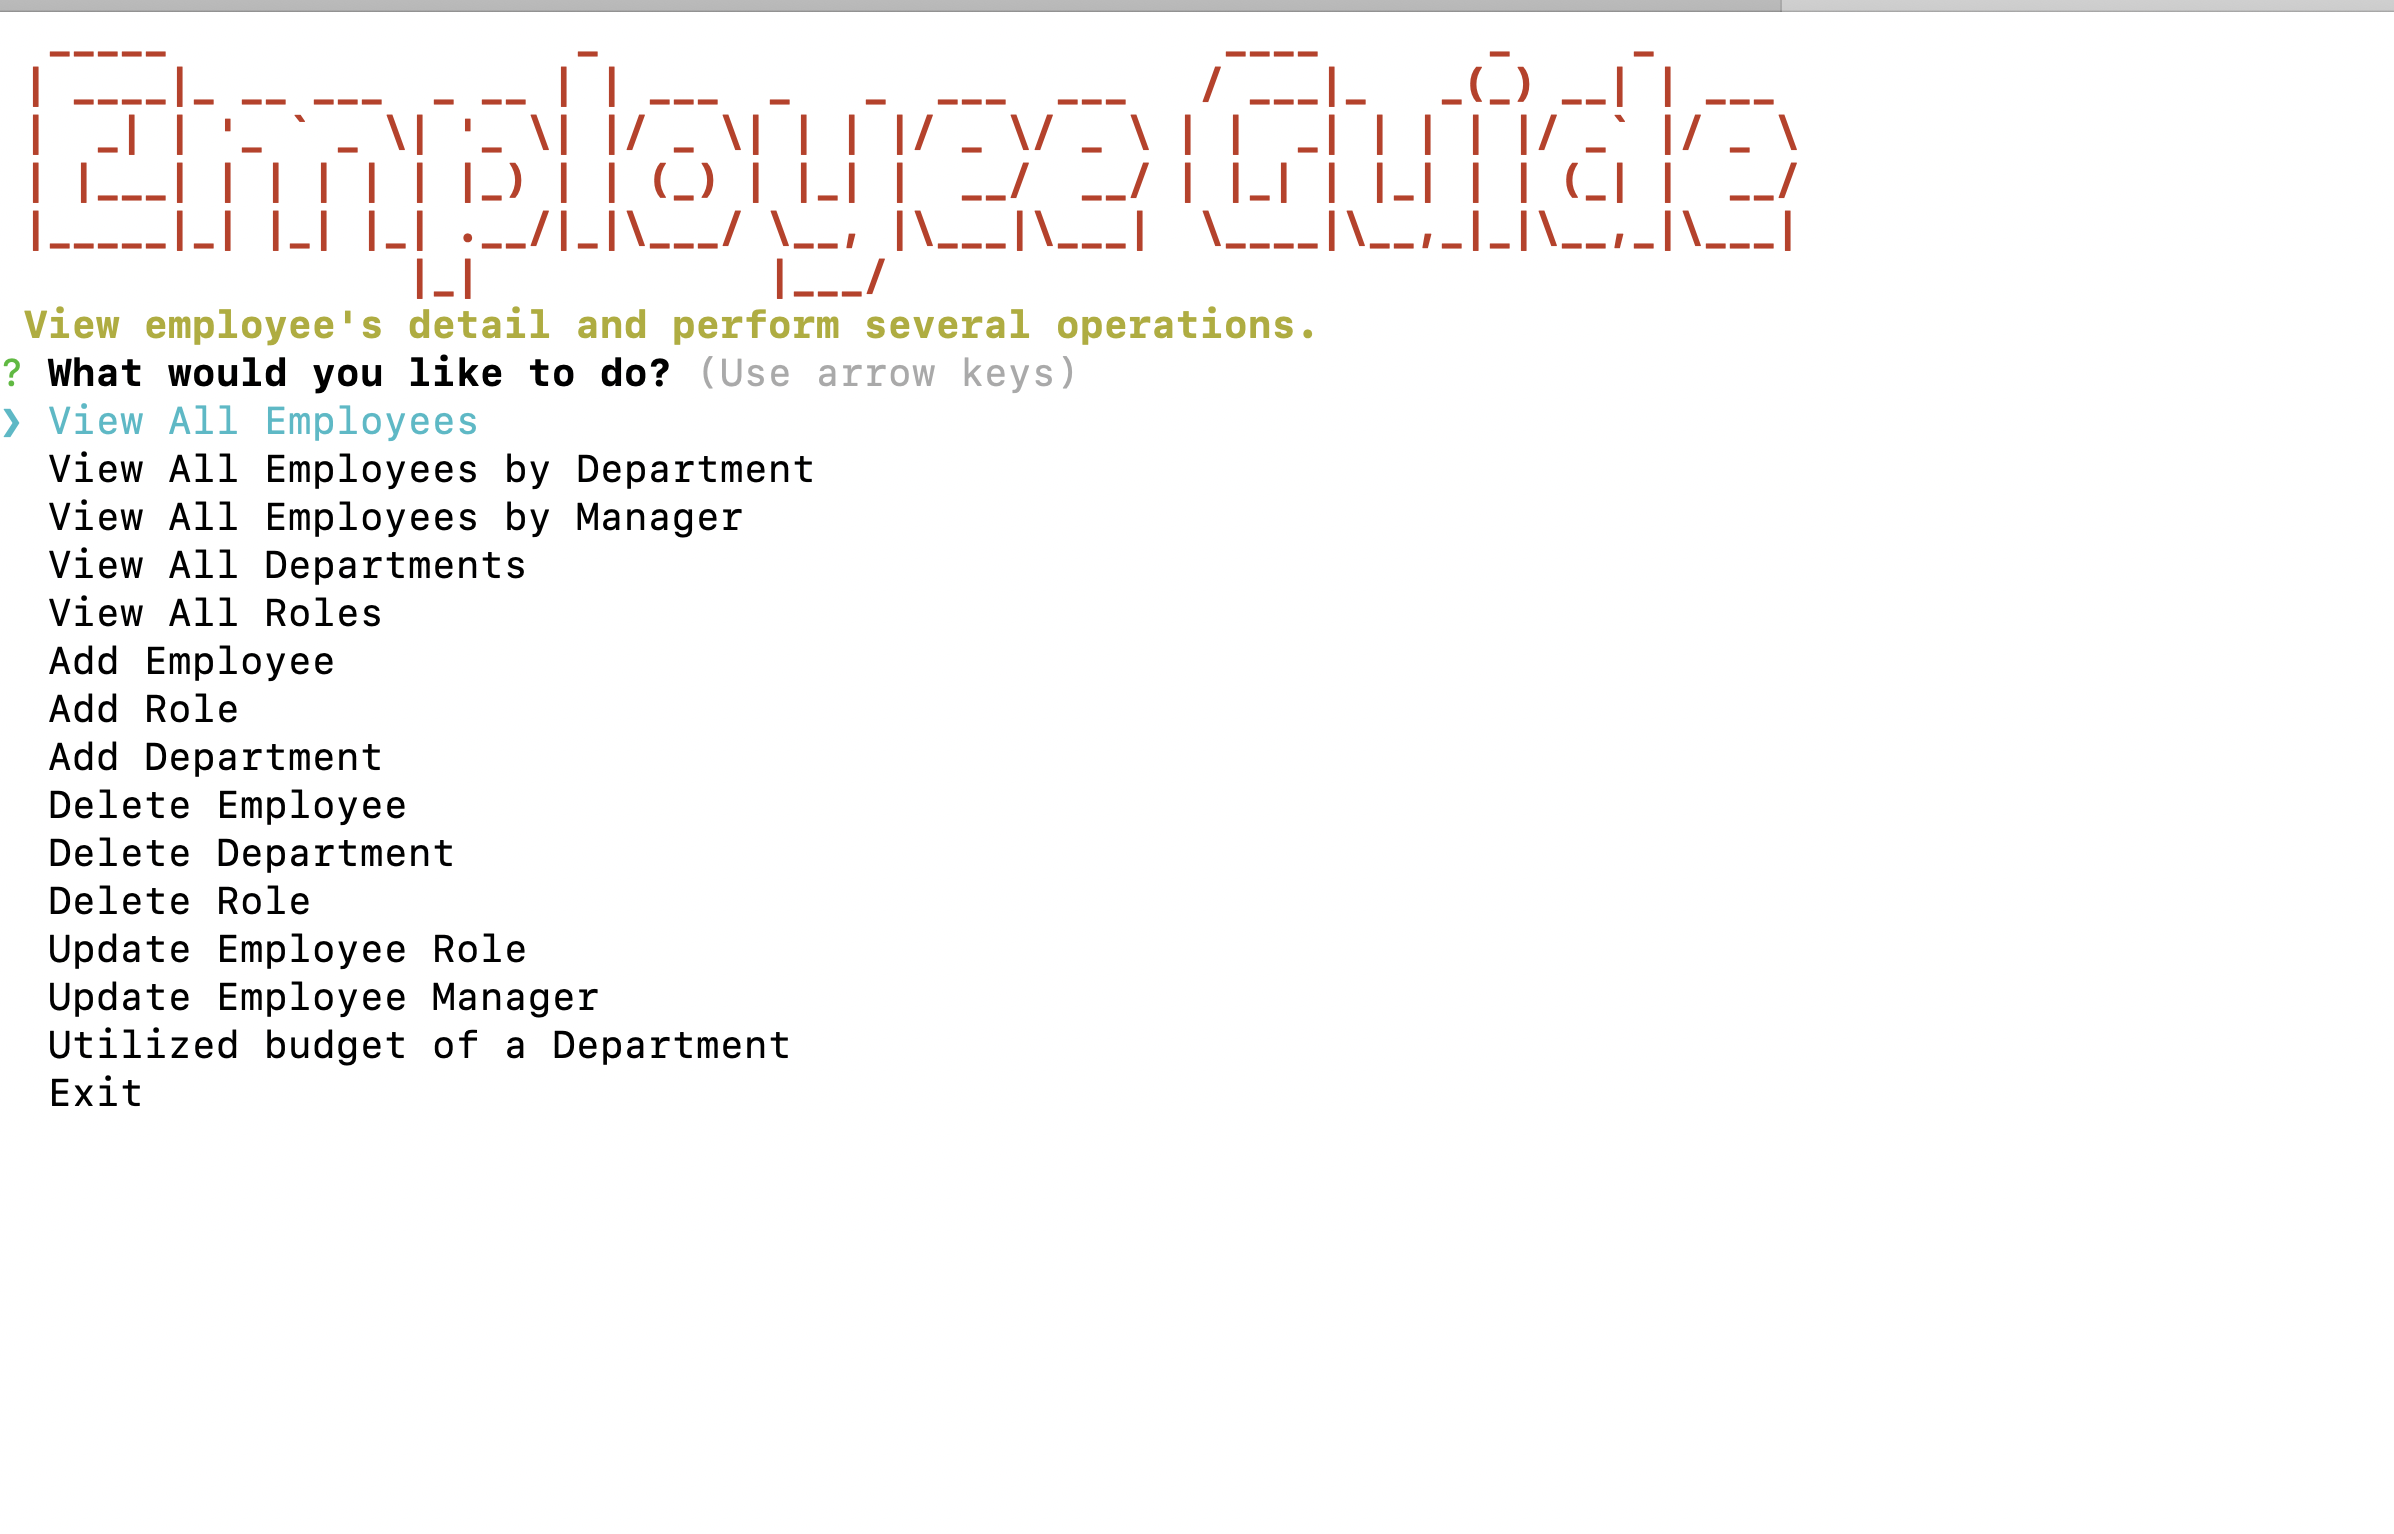 Employee Guide
View employee's detail and perform several operations.
? What would you like to do? (Use arrow keys)
❯ View All Employees
View All Employees by Department
View All Employees by Manager
View All Departments
View All Roles
Add Employee
Add Role
Add Department
Delete Employee
Delete Department
Delete Role
Update Employee Role
Update Employee Manager
Utilized budget of a Department
Exit